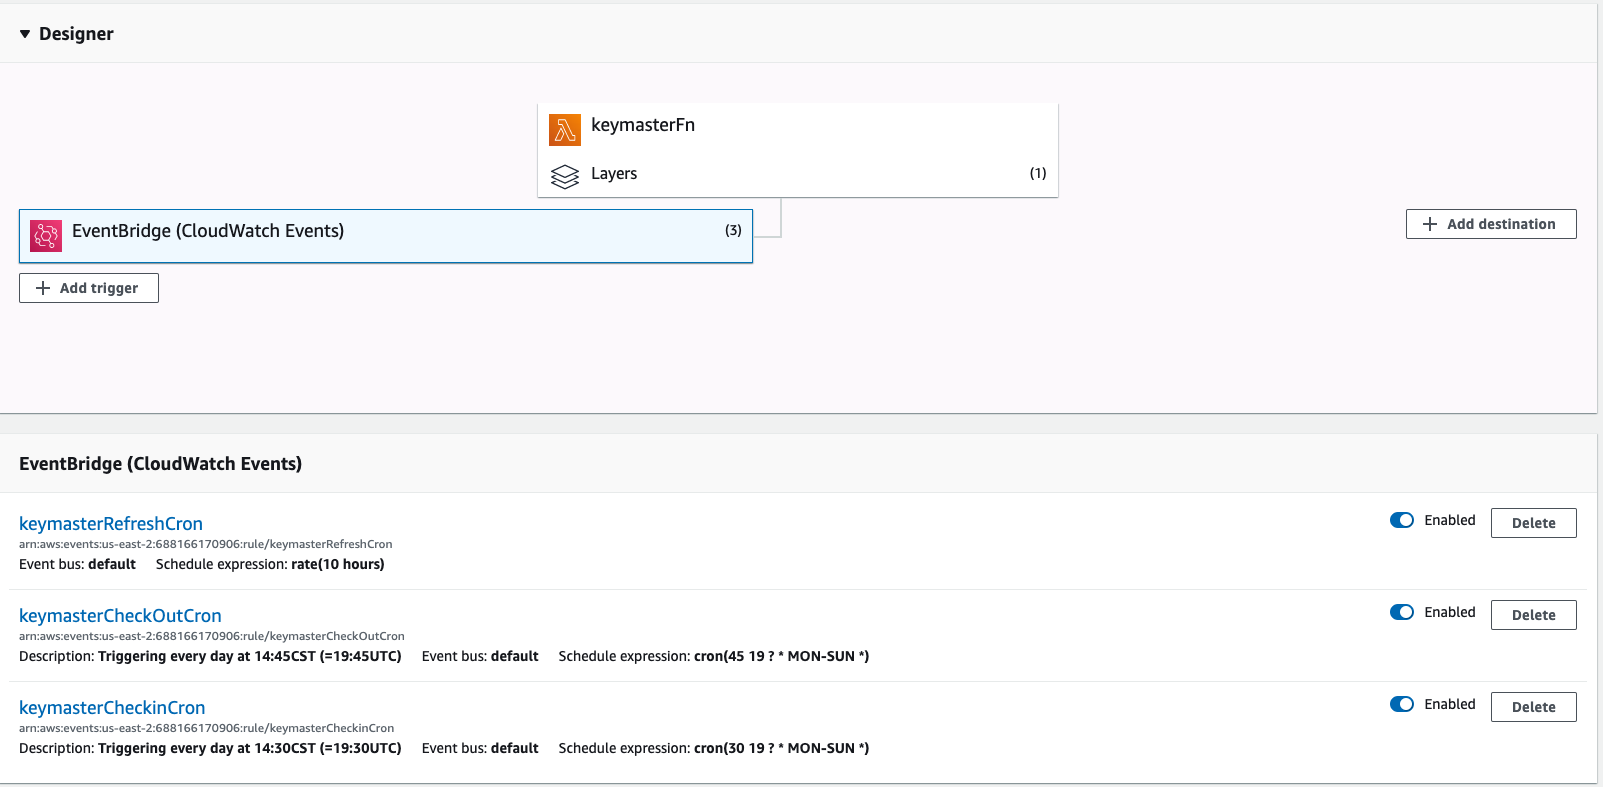 Designer
keymasterFn
Layers (1)
EventBridge (CloudWatch Events) (3)
Add destination
Add trigger
EventBridge (CloudWatch Events)
keymasterRefreshCron Enabled Delete
arn:aws:events:us-east-2:688166170906:rule/keymasterRefreshCron
Event bus: default Schedule expression: rate(10 hours)
keymasterCheckOutCron Enabled Delete
arn:aws:events:us-east-2:688166170906:rule/keymasterCheckOutCron
Description: Triggering every day at 14:45CST (=19:45UTC) Event bus: default Schedule expression: cron(45 19 ? * MON-SUN *)
keymasterCheckinCron Enabled Delete
arn:aws:events:us-east-2:688166170906:rule/keymasterCheckinCron
Description: Triggering every day at 14:30CST (=19:30UTC) Event bus: default Schedule expression: cron(30 19 ? * MON-SUN *)